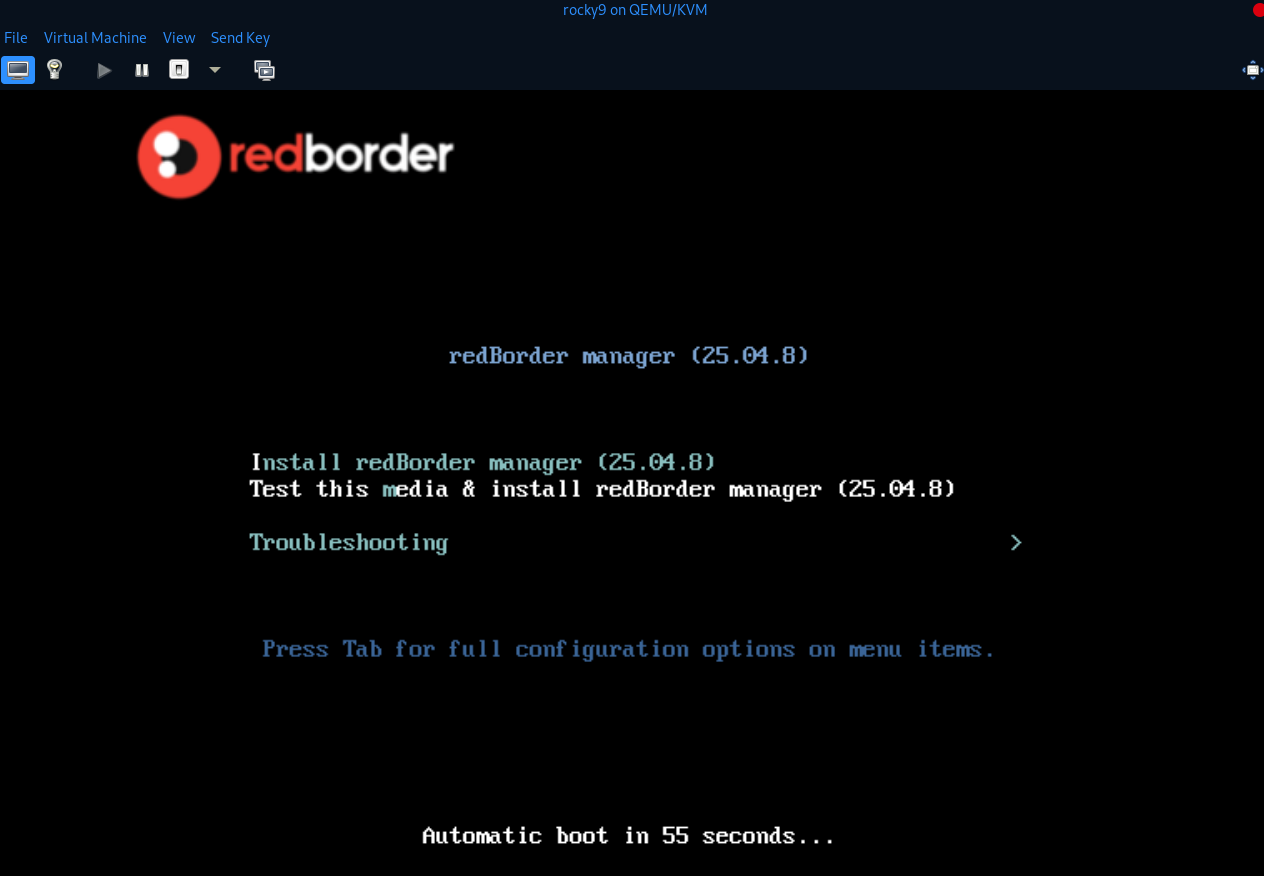 rocky9 on QEMU/KVM
File Virtual Machine View Send Key
redborder
redBorder manager (25.04.8)
Install redBorder manager (25.04.8)
Test this media & install redBorder manager (25.04.8)
Troubleshooting >
Press Tab for full configuration options on menu items.
Automatic boot in 55 seconds...